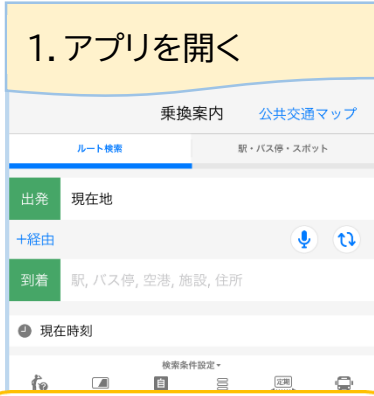 1.アプリを開く
乗換案内 公共交通マップ
ルート検索 駅・バス停・スポット
出発 現在地
+経由
到着 駅, バス停, 空港, 施設, 住所
現在時刻
検索条件設定
自 定期